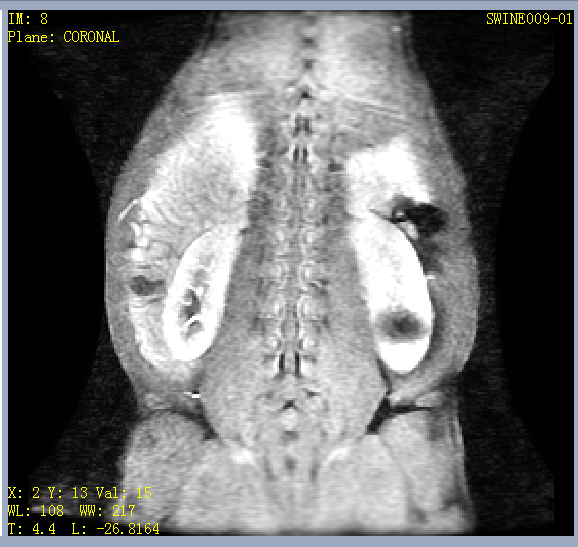 IM: 8
SWINE009-01
Plane: CORONAL
X: 2 Y: 13 Val: 15
WL: 108 WW: 217
T: 4.4 L: -26.8164